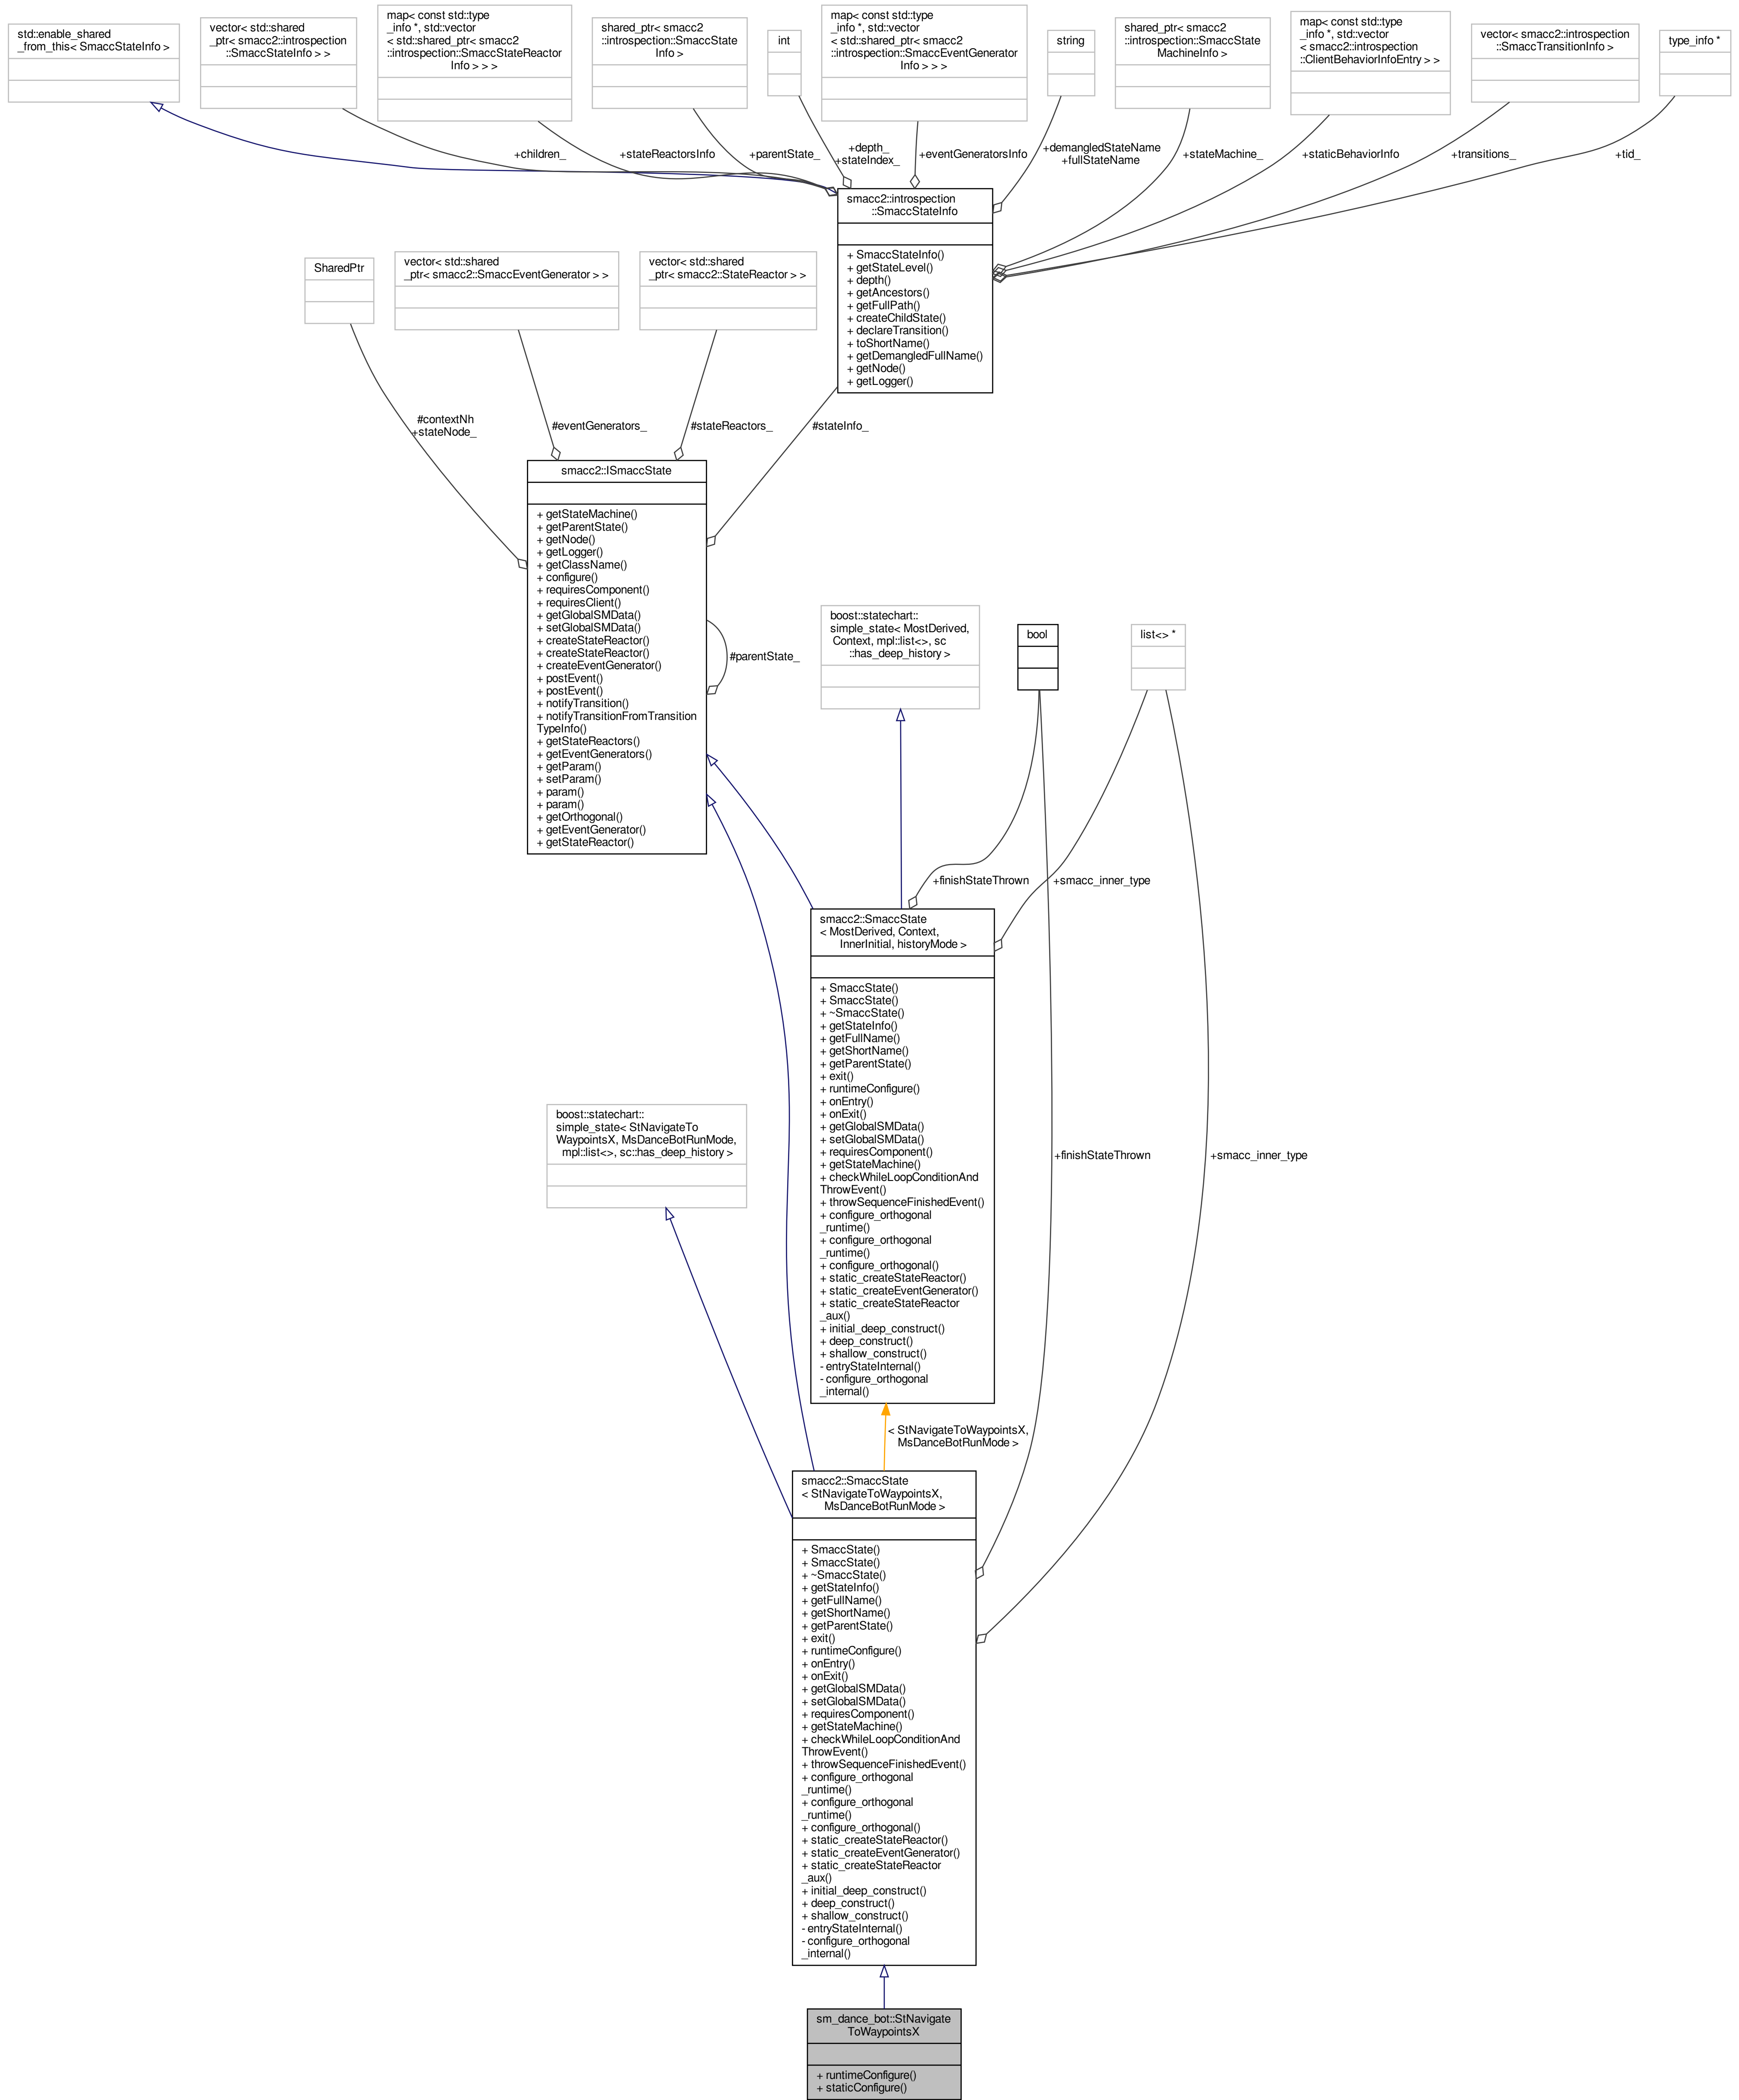 std::enable_shared
_from_this< SmaccStateInfo >
vector< std::shared
_ptr< smacc2::introspection
::SmaccStateInfo > >
map< const std::type
_info *, std::vector
< std::shared_ptr< smacc2
::introspection::SmaccStateReactor
Info > > >
shared_ptr< smacc2
::introspection::SmaccState
Info >
int
map< const std::type
_info *, std::vector
< std::shared_ptr< smacc2
::introspection::SmaccEventGenerator
Info > > >
string
shared_ptr< smacc2
::introspection::SmaccState
MachineInfo >
map< const std::type
_info *, std::vector
< smacc2::introspection
::ClientBehaviorInfoEntry > >
vector< smacc2::introspection
::SmaccTransitionInfo >
type_info *
+children_
+stateReactorsInfo
+parentState_
+depth_
+stateIndex_
+eventGeneratorsInfo
+demangledStateName
+fullStateName
+stateMachine_
+staticBehaviorInfo
+transitions_
+tid_
smacc2::introspection
::SmaccStateInfo
+ SmaccStateInfo()
+ getStateLevel()
+ depth()
+ getAncestors()
+ getFullPath()
+ createChildState()
+ declareTransition()
+ toShortName()
+ getDemangledFullName()
+ getNode()
+ getLogger()
SharedPtr
vector< std::shared
_ptr< smacc2::SmaccEventGenerator > >
vector< std::shared
_ptr< smacc2::StateReactor > >
#contextNh
+stateNode_
#eventGenerators_
#stateReactors_
#stateInfo_
smacc2::ISmaccState
+ getStateMachine()
+ getParentState()
+ getNode()
+ getLogger()
+ getClassName()
+ configure()
+ requiresComponent()
+ requiresClient()
+ getGlobalSMData()
+ setGlobalSMData()
+ createStateReactor()
+ createStateReactor()
+ createEventGenerator()
+ postEvent()
+ postEvent()
+ notifyTransition()
+ notifyTransitionFromTransition
TypeInfo()
+ getStateReactors()
+ getEventGenerators()
+ getParam()
+ setParam()
+ param()
+ param()
+ getOrthogonal()
+ getEventGenerator()
+ getStateReactor()
#parentState_
boost::statechart::
simple_state< MostDerived,
Context, mpl::list<>, sc
::has_deep_history >
bool
list<> *
+finishStateThrown
+smacc_inner_type
smacc2::SmaccState
< MostDerived, Context,
InnerInitial, historyMode >
+ SmaccState()
+ SmaccState()
+ ~SmaccState()
+ getStateInfo()
+ getFullName()
+ getShortName()
+ getParentState()
+ exit()
+ runtimeConfigure()
+ onEntry()
+ onExit()
+ getGlobalSMData()
+ setGlobalSMData()
+ requiresComponent()
+ getStateMachine()
+ checkWhileLoopConditionAnd
ThrowEvent()
+ throwSequenceFinishedEvent()
+ configure_orthogonal
_runtime()
+ configure_orthogonal
_runtime()
+ configure_orthogonal()
+ static_createStateReactor()
+ static_createEventGenerator()
+ static_createStateReactor
_aux()
+ initial_deep_construct()
+ deep_construct()
+ shallow_construct()
- entryStateInternal()
- configure_orthogonal
_internal()
boost::statechart::
simple_state< StNavigateTo
WaypointsX, MsDanceBotRunMode,
mpl::list<>, sc::has_deep_history >
+finishStateThrown
+smacc_inner_type
< StNavigateToWaypointsX,
MsDanceBotRunMode >
smacc2::SmaccState
< StNavigateToWaypointsX,
MsDanceBotRunMode >
+ SmaccState()
+ SmaccState()
+ ~SmaccState()
+ getStateInfo()
+ getFullName()
+ getShortName()
+ getParentState()
+ exit()
+ runtimeConfigure()
+ onEntry()
+ onExit()
+ getGlobalSMData()
+ setGlobalSMData()
+ requiresComponent()
+ getStateMachine()
+ checkWhileLoopConditionAnd
ThrowEvent()
+ throwSequenceFinishedEvent()
+ configure_orthogonal
_runtime()
+ configure_orthogonal
_runtime()
+ configure_orthogonal()
+ static_createStateReactor()
+ static_createEventGenerator()
+ static_createStateReactor
_aux()
+ initial_deep_construct()
+ deep_construct()
+ shallow_construct()
- entryStateInternal()
- configure_orthogonal
_internal()
sm_dance_bot::StNavigate
ToWaypointsX
+ runtimeConfigure()
+ staticConfigure()